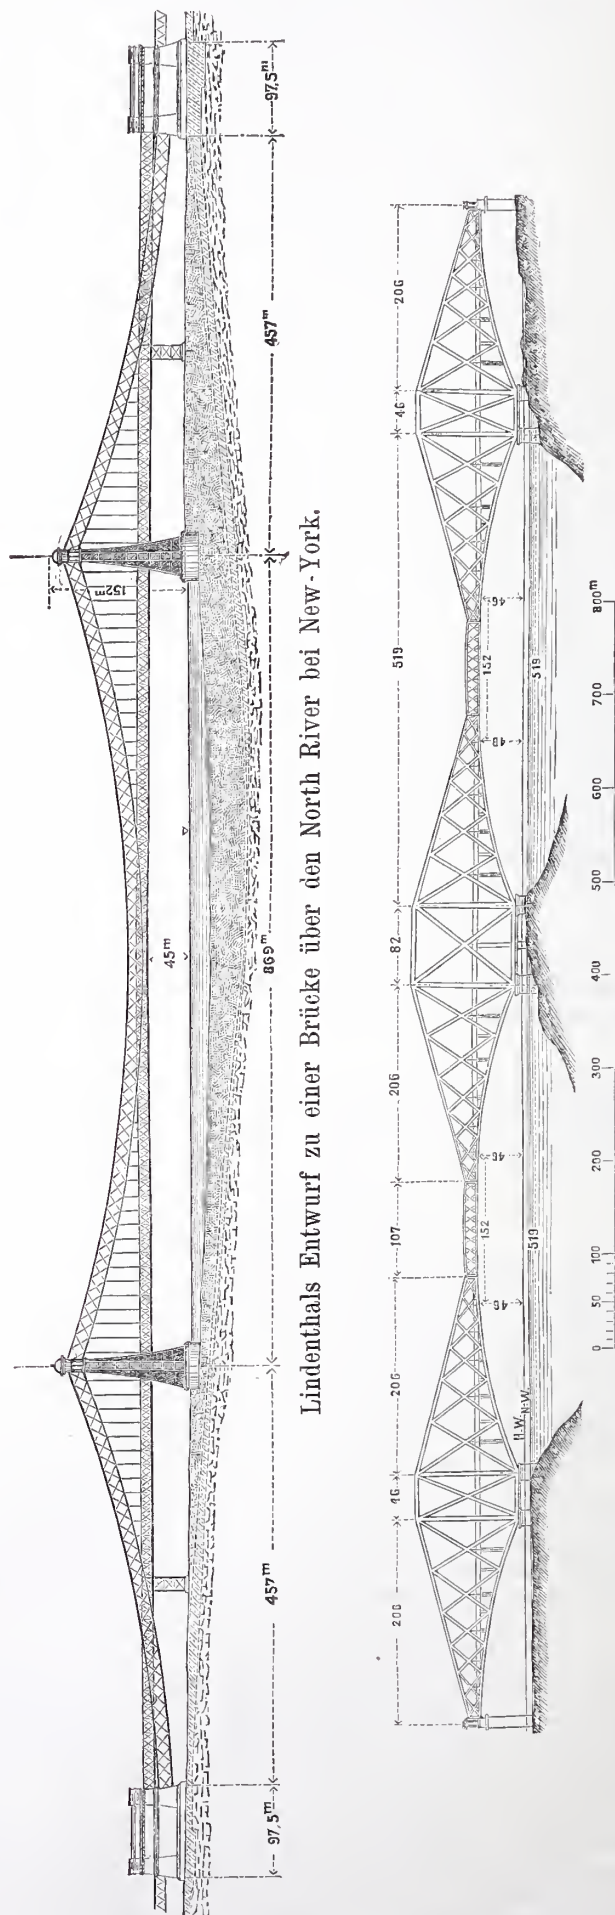 152ᵐ
45ᵐ
97,5ᵐ 457ᵐ 869ᵐ 457ᵐ 97,5ᵐ
Lindenthals Entwurf zu einer Brücke über den North River bei New-York.
206 46 206 107 206 82 519 46 206
46 152 46 46 152 46
H.W.
N.W.
519 519
0 50 100 200 300 400 500 600 700 800ᵐ